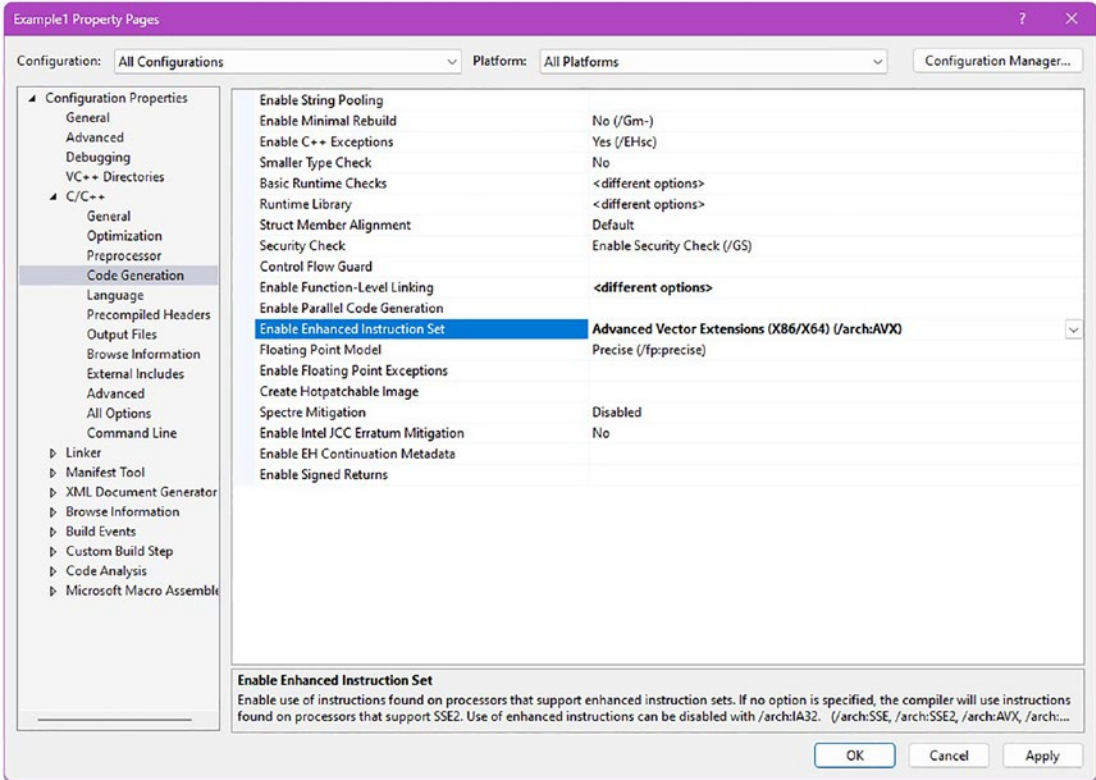 Example1 Property Pages
? ×
Configuration: All Configurations Platform: All Platforms Configuration Manager...
Configuration Properties
General
Advanced
Debugging
VC++ Directories
C/C++
General
Optimization
Preprocessor
Code Generation
Language
Precompiled Headers
Output Files
Browse Information
External Includes
Advanced
All Options
Command Line
Linker
Manifest Tool
XML Document Generator
Browse Information
Build Events
Custom Build Step
Code Analysis
Microsoft Macro Assemble
Enable String Pooling
Enable Minimal Rebuild No (/Gm-)
Enable C++ Exceptions Yes (/EHsc)
Smaller Type Check No
Basic Runtime Checks <different options>
Runtime Library <different options>
Struct Member Alignment Default
Security Check Enable Security Check (/GS)
Control Flow Guard
Enable Function-Level Linking <different options>
Enable Parallel Code Generation
Enable Enhanced Instruction Set Advanced Vector Extensions (X86/X64) (/arch:AVX)
Floating Point Model Precise (/fp:precise)
Enable Floating Point Exceptions
Create Hotpatchable Image
Spectre Mitigation Disabled
Enable Intel JCC Erratum Mitigation No
Enable EH Continuation Metadata
Enable Signed Returns
Enable Enhanced Instruction Set
Enable use of instructions found on processors that support enhanced instruction sets. If no option is specified, the compiler will use instructions
found on processors that support SSE2. Use of enhanced instructions can be disabled with /arch:IA32. (/arch:SSE, /arch:SSE2, /arch:AVX, /arch:...
OK Cancel Apply